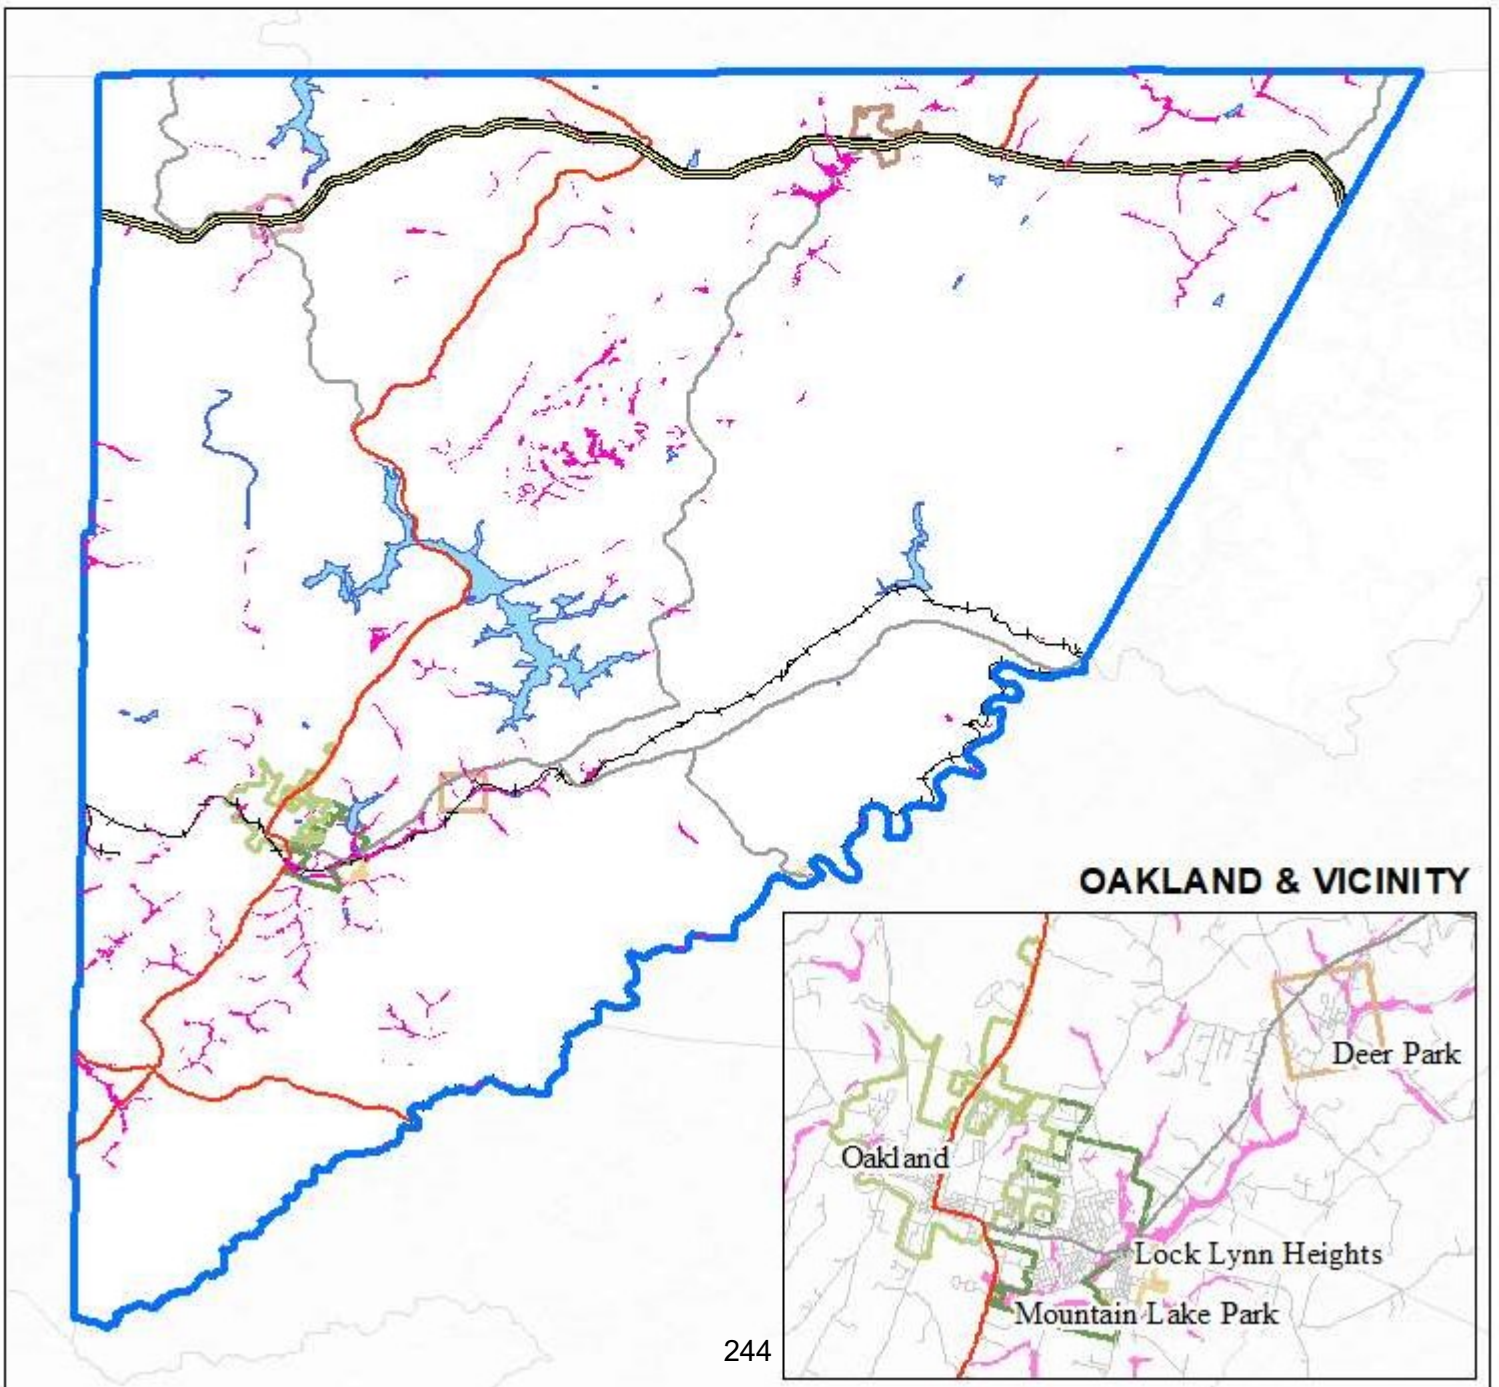 OAKLAND & VICINITY
Deer Park
Oakland
Lock Lynn Heights
Mountain Lake Park
244